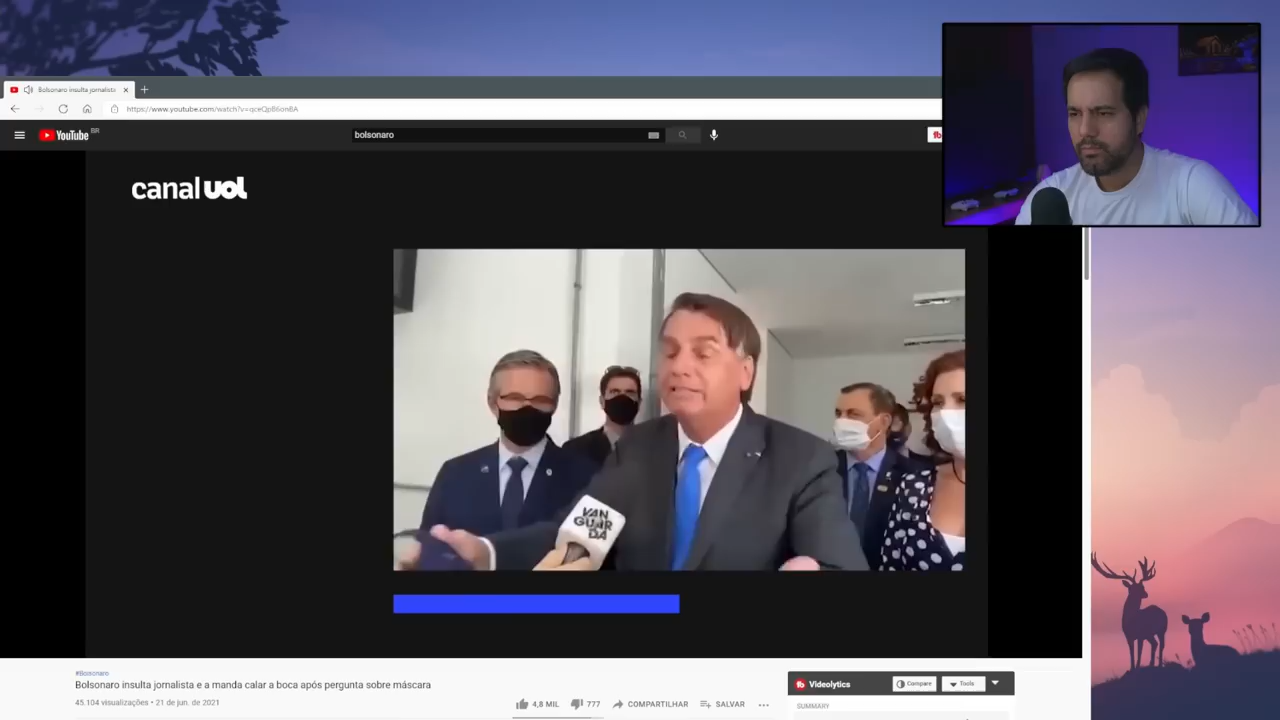 Bolsonaro insulta jornalista
https://www.youtube.com/watch?v=qceQpB6onBA
YouTube BR
bolsonaro
canal uol
VAN
GUAR
DA
#Bolsonaro
Bolsonaro insulta jornalista e a manda calar a boca após pergunta sobre máscara
45.104 visualizações • 21 de jun. de 2021
4,8 MIL 777 COMPARTILHAR SALVAR ...
Videolytics Compare Tools
SUMMARY